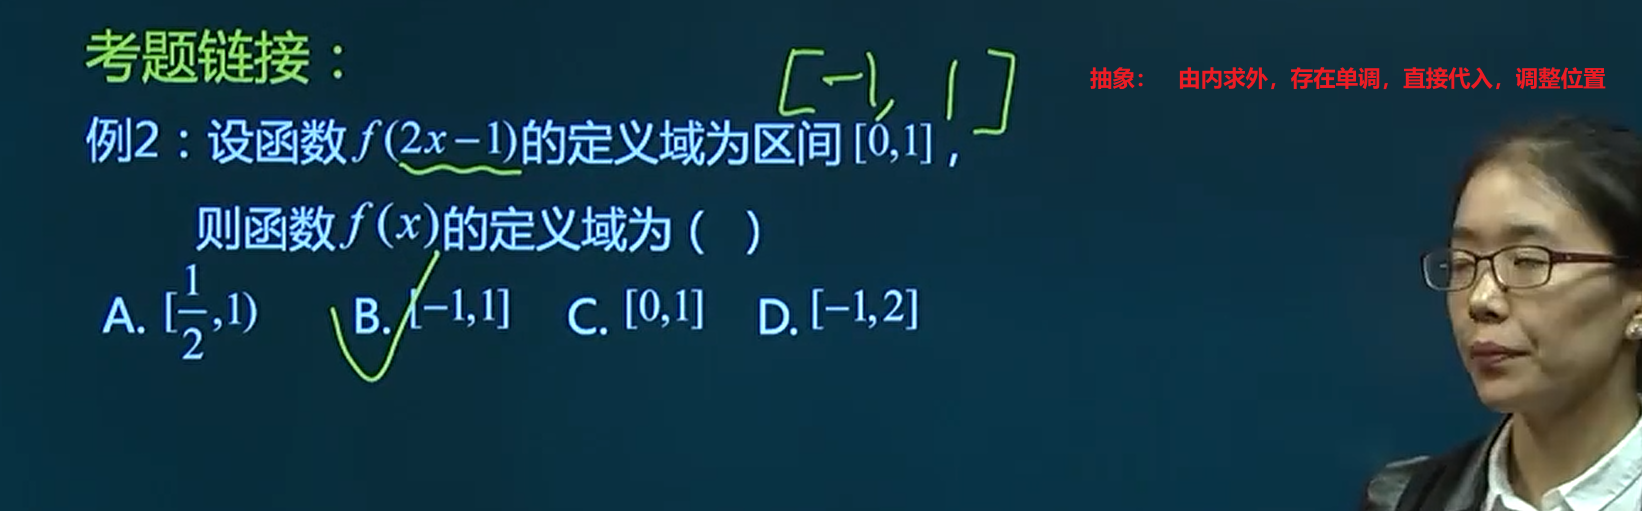 考题链接：
[-1, 1]
抽象： 由内求外，存在单调，直接代入，调整位置
例2：设函数f(2x−1)的定义域为区间[0,1]，
则函数f(x)的定义域为（ ）
A. [1/2,1) B. [−1,1] C. [0,1] D. [−1,2]